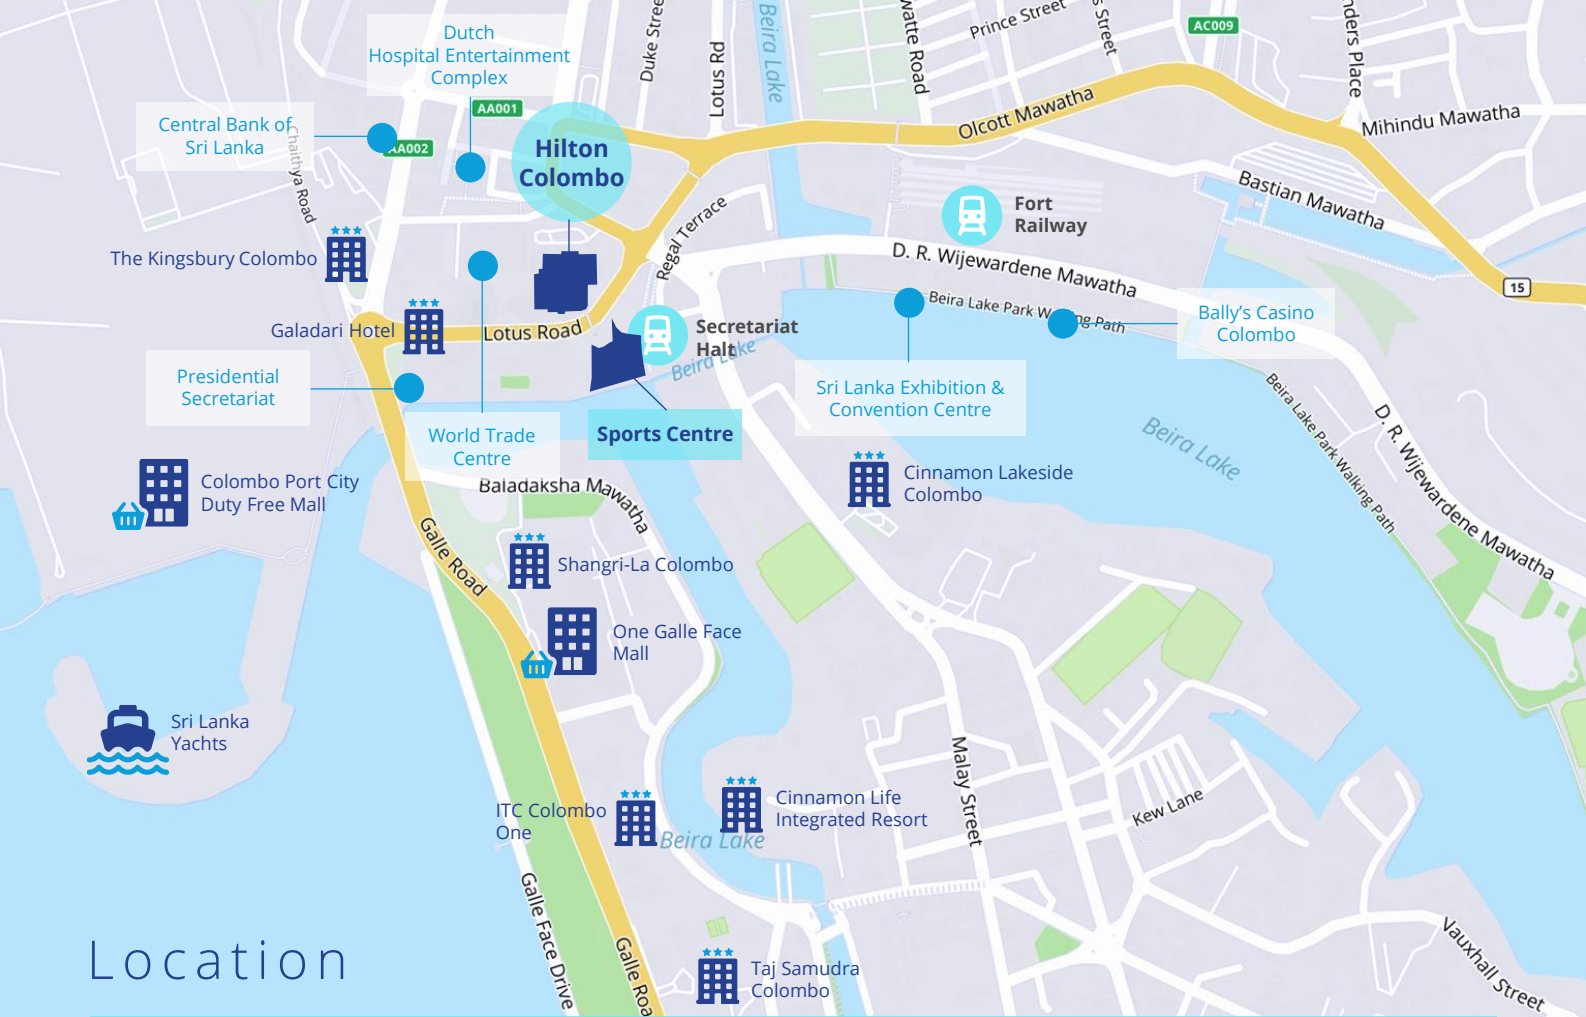 Dutch
Hospital Entertainment
Complex
Duke Stree
Lotus Rd
Beira Lake
watte Road
Prince Street
s Street
AC009
nders Place
AA001
Central Bank of
Sri Lanka
AA002
Chaithya Road
Hilton
Colombo
Olcott Mawatha
Mihindu Mawatha
Bastian Mawatha
Fort
Railway
Regal Terrace
The Kingsbury Colombo
D. R. Wijewardene Mawatha
15
Beira Lake Park Walking Path
Bally's Casino
Colombo
Galadari Hotel
Lotus Road
Secretariat
Halt
Beira Lake
Presidential
Secretariat
Sri Lanka Exhibition &
Convention Centre
World Trade
Centre
Sports Centre
Beira Lake
Beira Lake Park Walking Path
D. R. Wijewardene Mawatha
Colombo Port City
Duty Free Mall
Baladaksha Mawatha
Cinnamon Lakeside
Colombo
Galle Road
Shangri-La Colombo
One Galle Face
Mall
Sri Lanka
Yachts
Malay Street
ITC Colombo
One
Cinnamon Life
Integrated Resort
Beira Lake
Kew Lane
Galle Face Drive
Galle Roa
Location
Taj Samudra
Colombo
Vauxhall Street